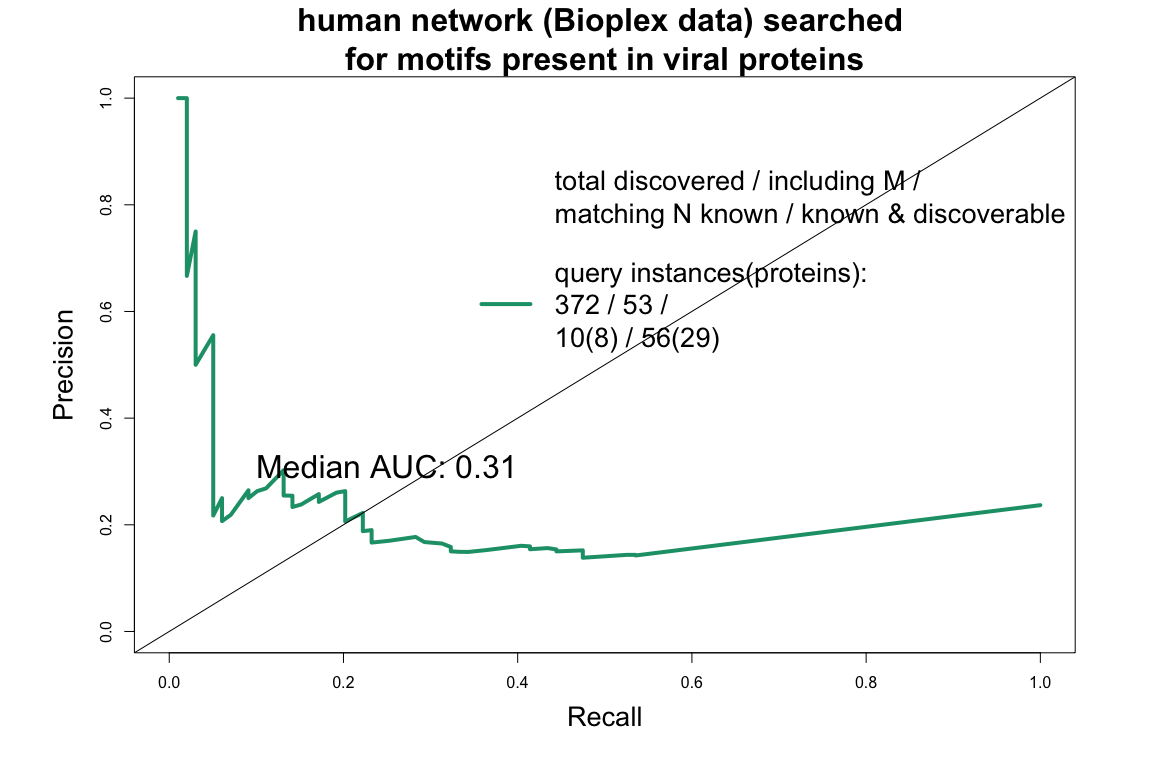 human network (Bioplex data) searched
for motifs present in viral proteins
total discovered / including M /
matching N known / known & discoverable
query instances(proteins):
372 / 53 /
10(8) / 56(29)
Median AUC: 0.31
Precision
1.0
0.8
0.6
0.4
0.2
0.0
0.0 0.2 0.4 0.6 0.8 1.0
Recall